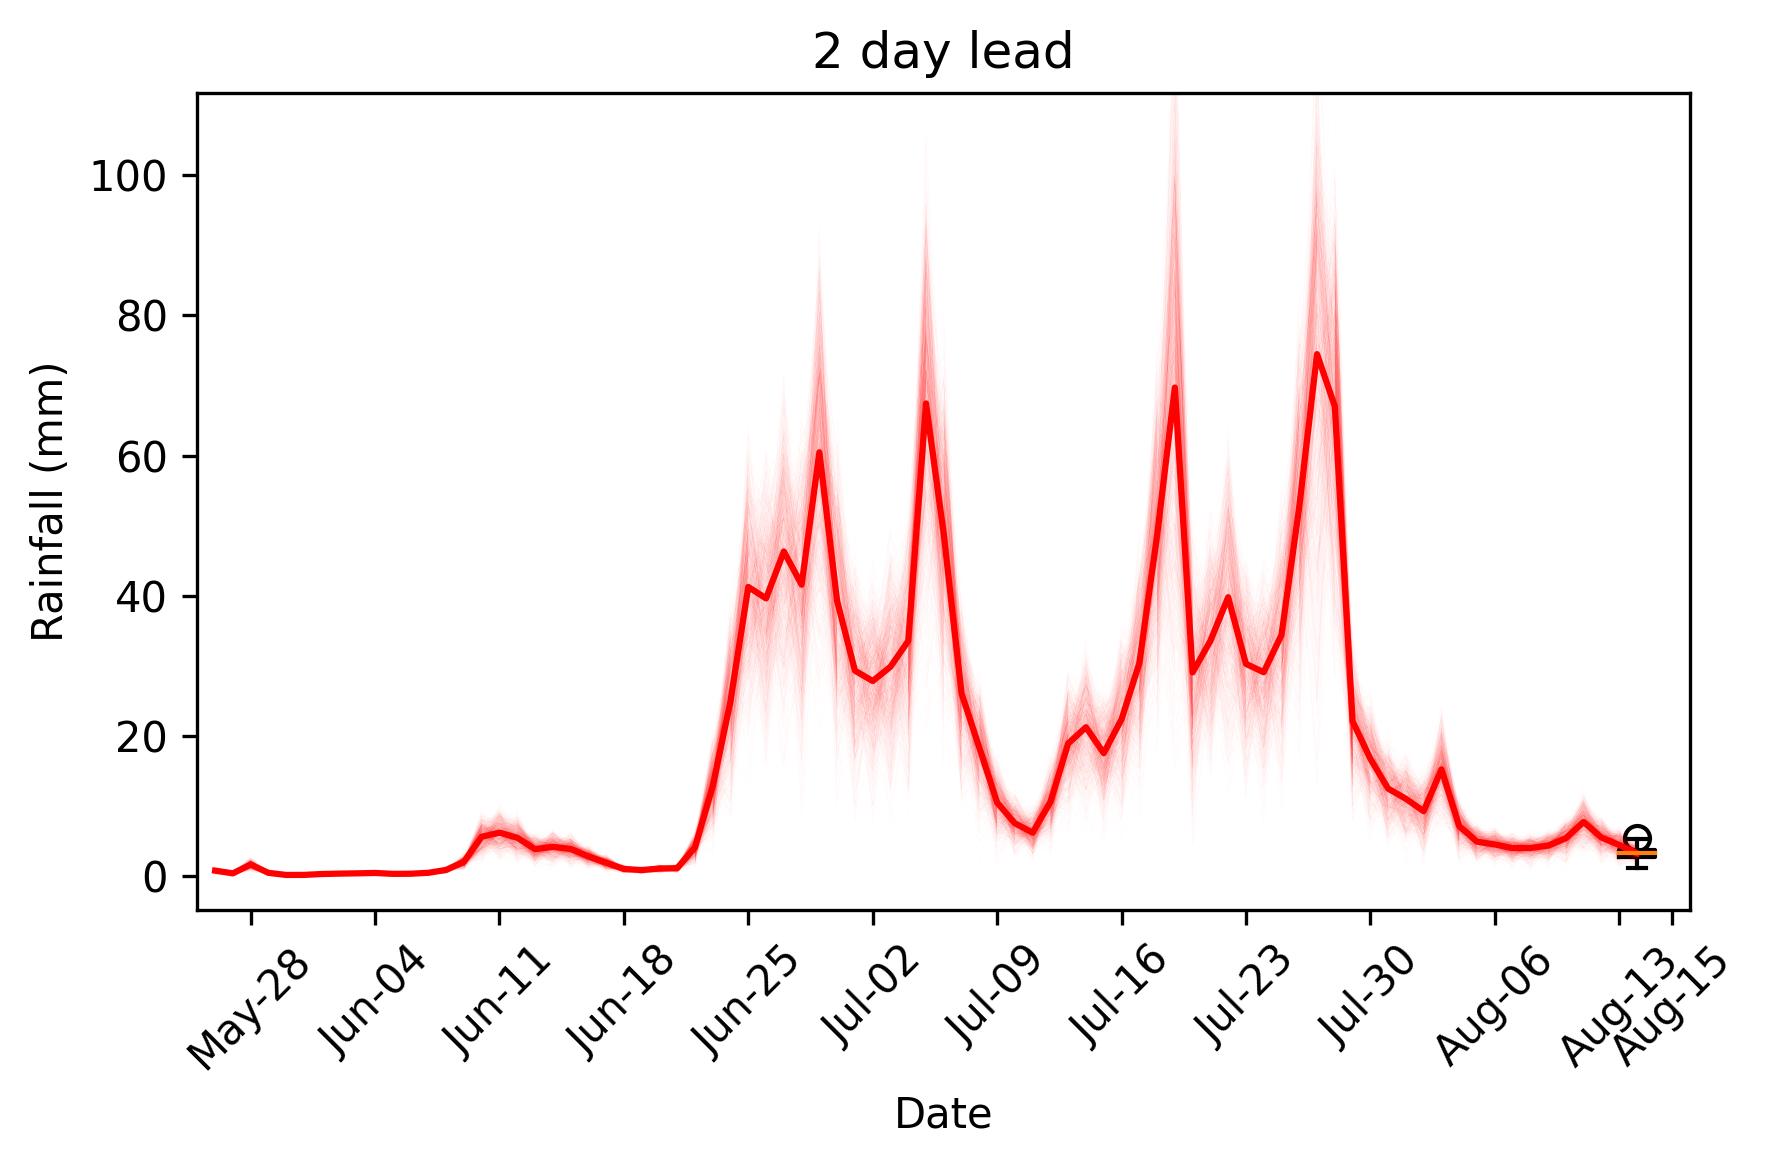 2 day lead
Rainfall (mm)
100
80
60
40
20
0
May-28
Jun-04
Jun-11
Jun-18
Jun-25
Jul-02
Jul-09
Jul-16
Jul-23
Jul-30
Aug-06
Aug-13
Aug-15
Date